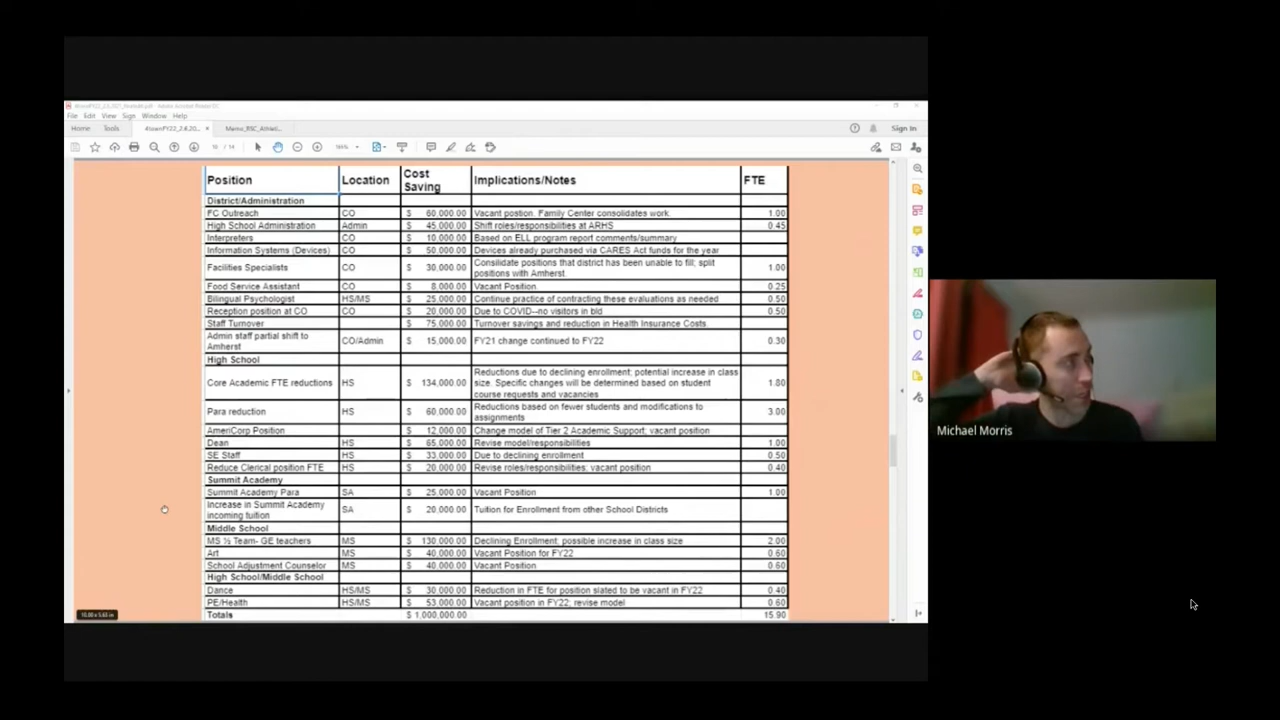 File Edit View Sign Window Help
Home Tools Memo_RSC_Athleti... Sign In
Position Location Cost Saving Implications/Notes FTE
District/Administration
FC Outreach CO $ 60,000.00 Vacant postion. Family Center consolidates work. 1.00
High School Administration Admin $ 45,000.00 Shift roles/responsibilities at ARHS 0.45
Interpreters CO $ 10,000.00 Based on ELL program report comments/summary
Information Systems (Devices) CO $ 50,000.00 Devices already purchased via CARES Act funds for the year
Facilities Specialists CO $ 30,000.00 Consilidate positions that district has been unable to fill; split positions with Amherst. 1.00
Food Service Assistant CO $ 8,000.00 Vacant Position. 0.25
Bilingual Psychologist HS/MS $ 25,000.00 Continue practice of contracting these evaluations as needed 0.50
Reception position at CO CO $ 20,000.00 Due to COVID--no visitors in bld 0.50
Staff Turnover $ 75,000.00 Turnover savings and reduction in Health Insurance Costs.
Admin staff partial shift to Amherst CO/Admin $ 15,000.00 FY21 change continued to FY22 0.30
High School
Core Academic FTE reductions HS $ 134,000.00 Reductions due to declining enrollment; potential increase in class size. Specific changes will be determined based on student course requests and vacancies 1.80
Para reduction HS $ 60,000.00 Reductions based on fewer students and modifications to assignments 3.00
AmeriCorp Position $ 12,000.00 Change model of Tier 2 Academic Support; vacant position
Dean HS $ 65,000.00 Revise model/responsibilities 1.00
SE Staff HS $ 33,000.00 Due to declining enrollment 0.50
Reduce Clerical position FTE HS $ 20,000.00 Revise roles/responsibilities; vacant position 0.40
Summit Academy
Summit Academy Para SA $ 25,000.00 Vacant Position 1.00
Increase in Summit Academy incoming tuition SA $ 20,000.00 Tuition for Enrollment from other School Districts
Middle School
MS ½ Team- GE teachers MS $ 130,000.00 Declining Enrollment; possible increase in class size 2.00
Art MS $ 40,000.00 Vacant Position for FY22 0.60
School Adjustment Counselor MS $ 40,000.00 Vacant Position 0.60
High School/Middle School
Dance HS/MS $ 30,000.00 Reduction in FTE for position slated to be vacant in FY22 0.40
PE/Health HS/MS $ 53,000.00 Vacant position in FY22; revise model 0.60
Totals $ 1,000,000.00 15.90
Michael Morris